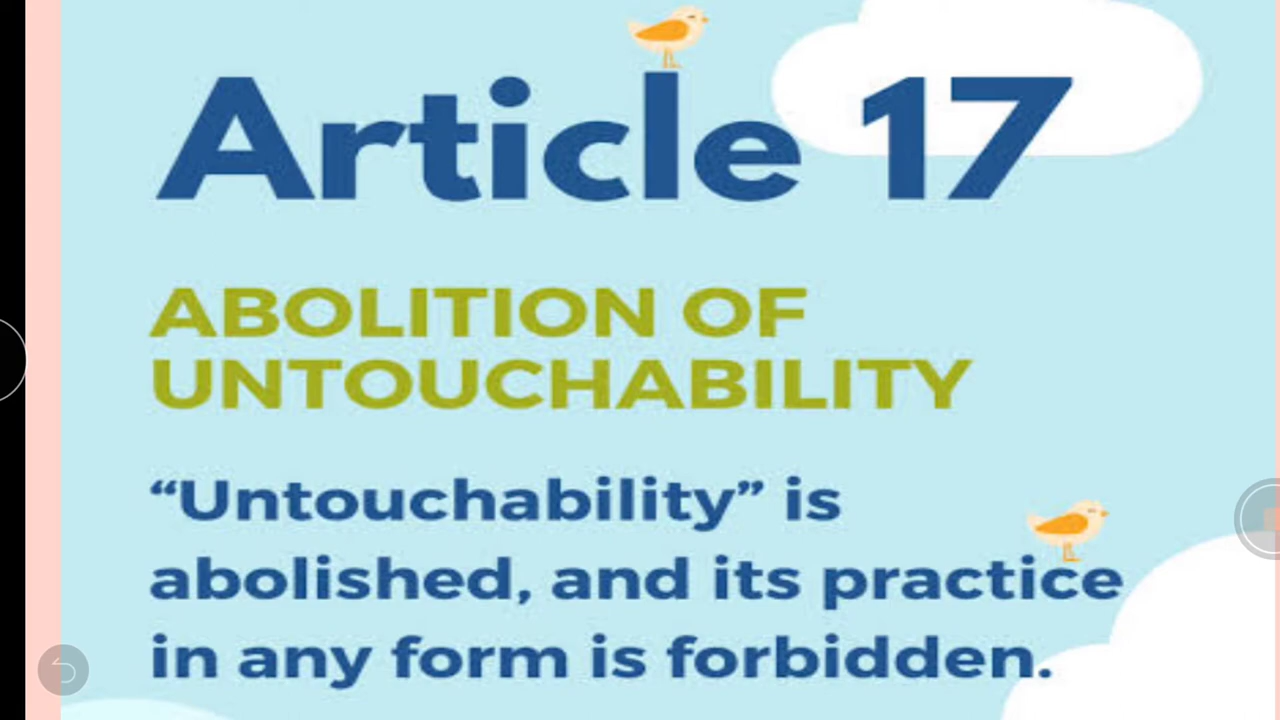 Article 17
ABOLITION OF
UNTOUCHABILITY
“Untouchability” is
abolished, and its practice
in any form is forbidden.